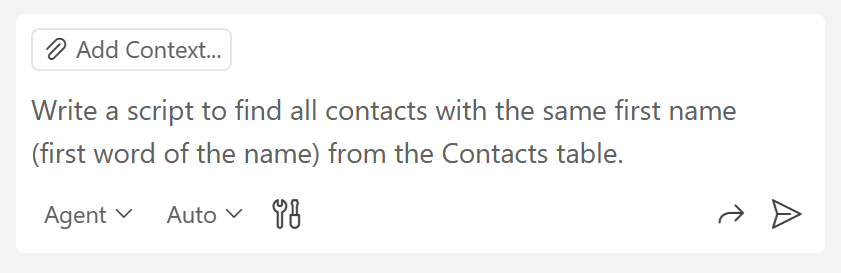 Add Context...
Write a script to find all contacts with the same first name
(first word of the name) from the Contacts table.
Agent Auto